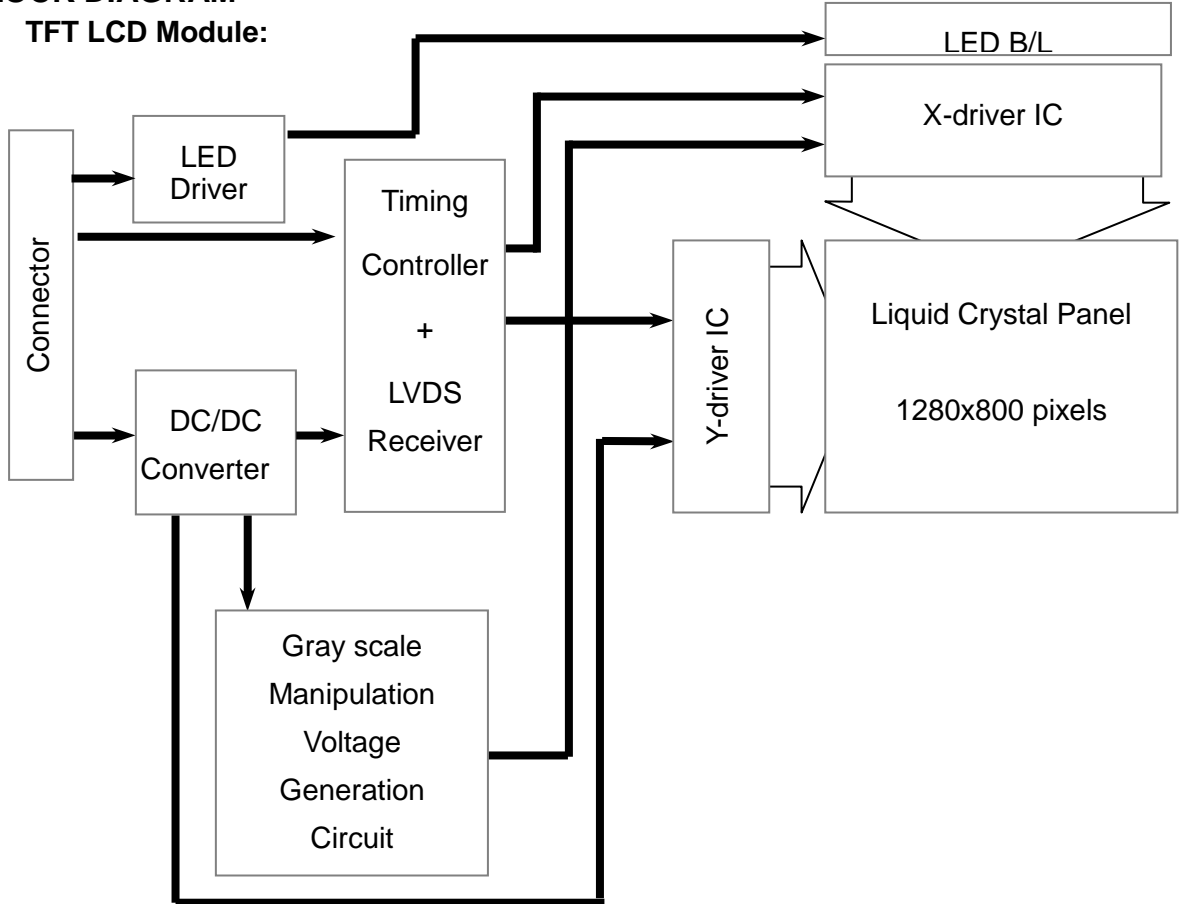 TFT LCD Module:
LED B/L
X-driver IC
LED
Driver
Timing
Controller
+
LVDS
Receiver
Connector
DC/DC
Converter
Y-driver IC
Liquid Crystal Panel
1280x800 pixels
Gray scale
Manipulation
Voltage
Generation
Circuit